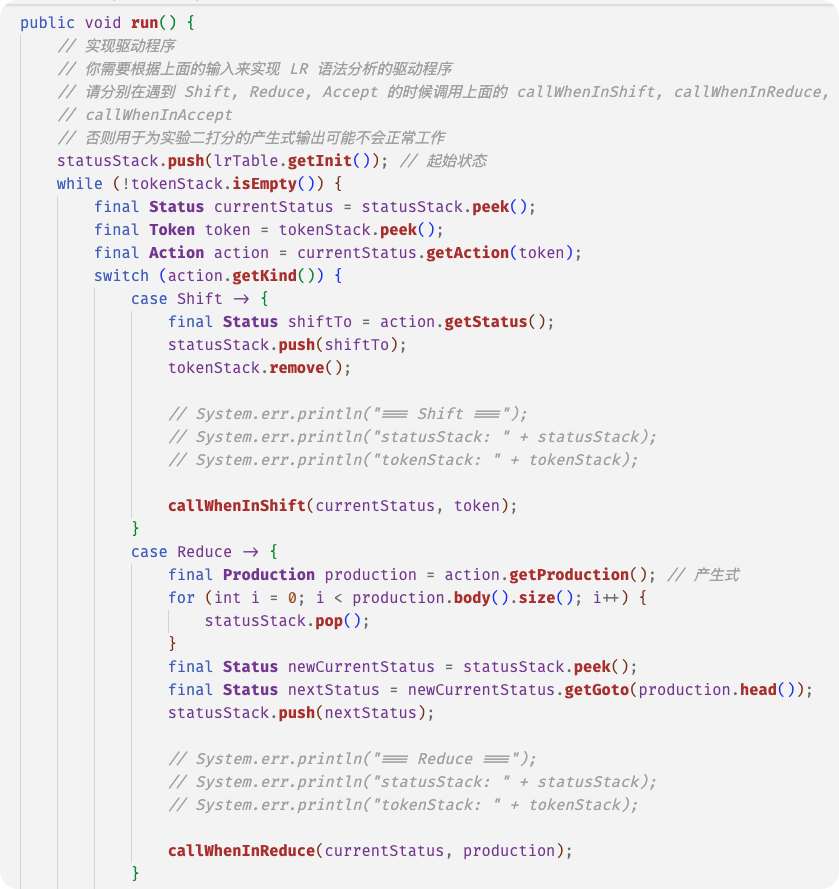 public void run() {
// 实现驱动程序
// 你需要根据上面的输入来实现 LR 语法分析的驱动程序
// 请分别在遇到 Shift, Reduce, Accept 的时候调用上面的 callWhenInShift, callWhenInReduce,
// callWhenInAccept
// 否则用于为实验二打分的产生式输出可能不会正常工作
statusStack.push(lrTable.getInit()); // 起始状态
while (!tokenStack.isEmpty()) {
final Status currentStatus = statusStack.peek();
final Token token = tokenStack.peek();
final Action action = currentStatus.getAction(token);
switch (action.getKind()) {
case Shift -> {
final Status shiftTo = action.getStatus();
statusStack.push(shiftTo);
tokenStack.remove();
// System.err.println("=== Shift ===");
// System.err.println("statusStack: " + statusStack);
// System.err.println("tokenStack: " + tokenStack);
callWhenInShift(currentStatus, token);
}
case Reduce -> {
final Production production = action.getProduction(); // 产生式
for (int i = 0; i < production.body().size(); i++) {
statusStack.pop();
}
final Status newCurrentStatus = statusStack.peek();
final Status nextStatus = newCurrentStatus.getGoto(production.head());
statusStack.push(nextStatus);
// System.err.println("=== Reduce ===");
// System.err.println("statusStack: " + statusStack);
// System.err.println("tokenStack: " + tokenStack);
callWhenInReduce(currentStatus, production);
}